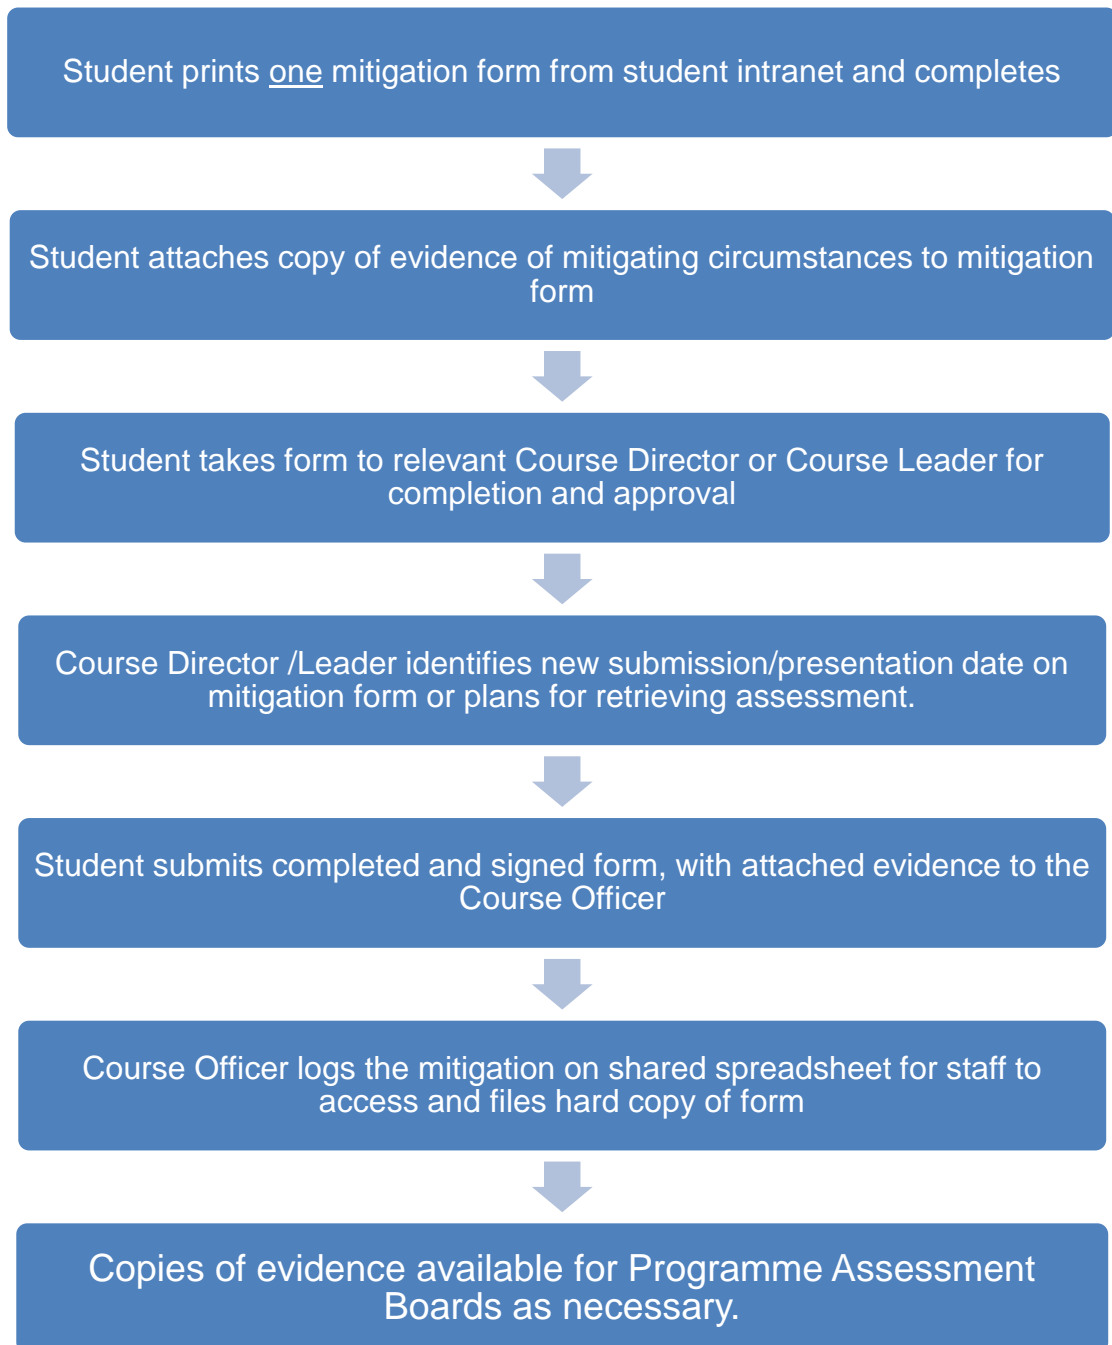 Student prints one mitigation form from student intranet and completes
Student attaches copy of evidence of mitigating circumstances to mitigation
form
Student takes form to relevant Course Director or Course Leader for
completion and approval
Course Director /Leader identifies new submission/presentation date on
mitigation form or plans for retrieving assessment.
Student submits completed and signed form, with attached evidence to the
Course Officer
Course Officer logs the mitigation on shared spreadsheet for staff to
access and files hard copy of form
Copies of evidence available for Programme Assessment
Boards as necessary.